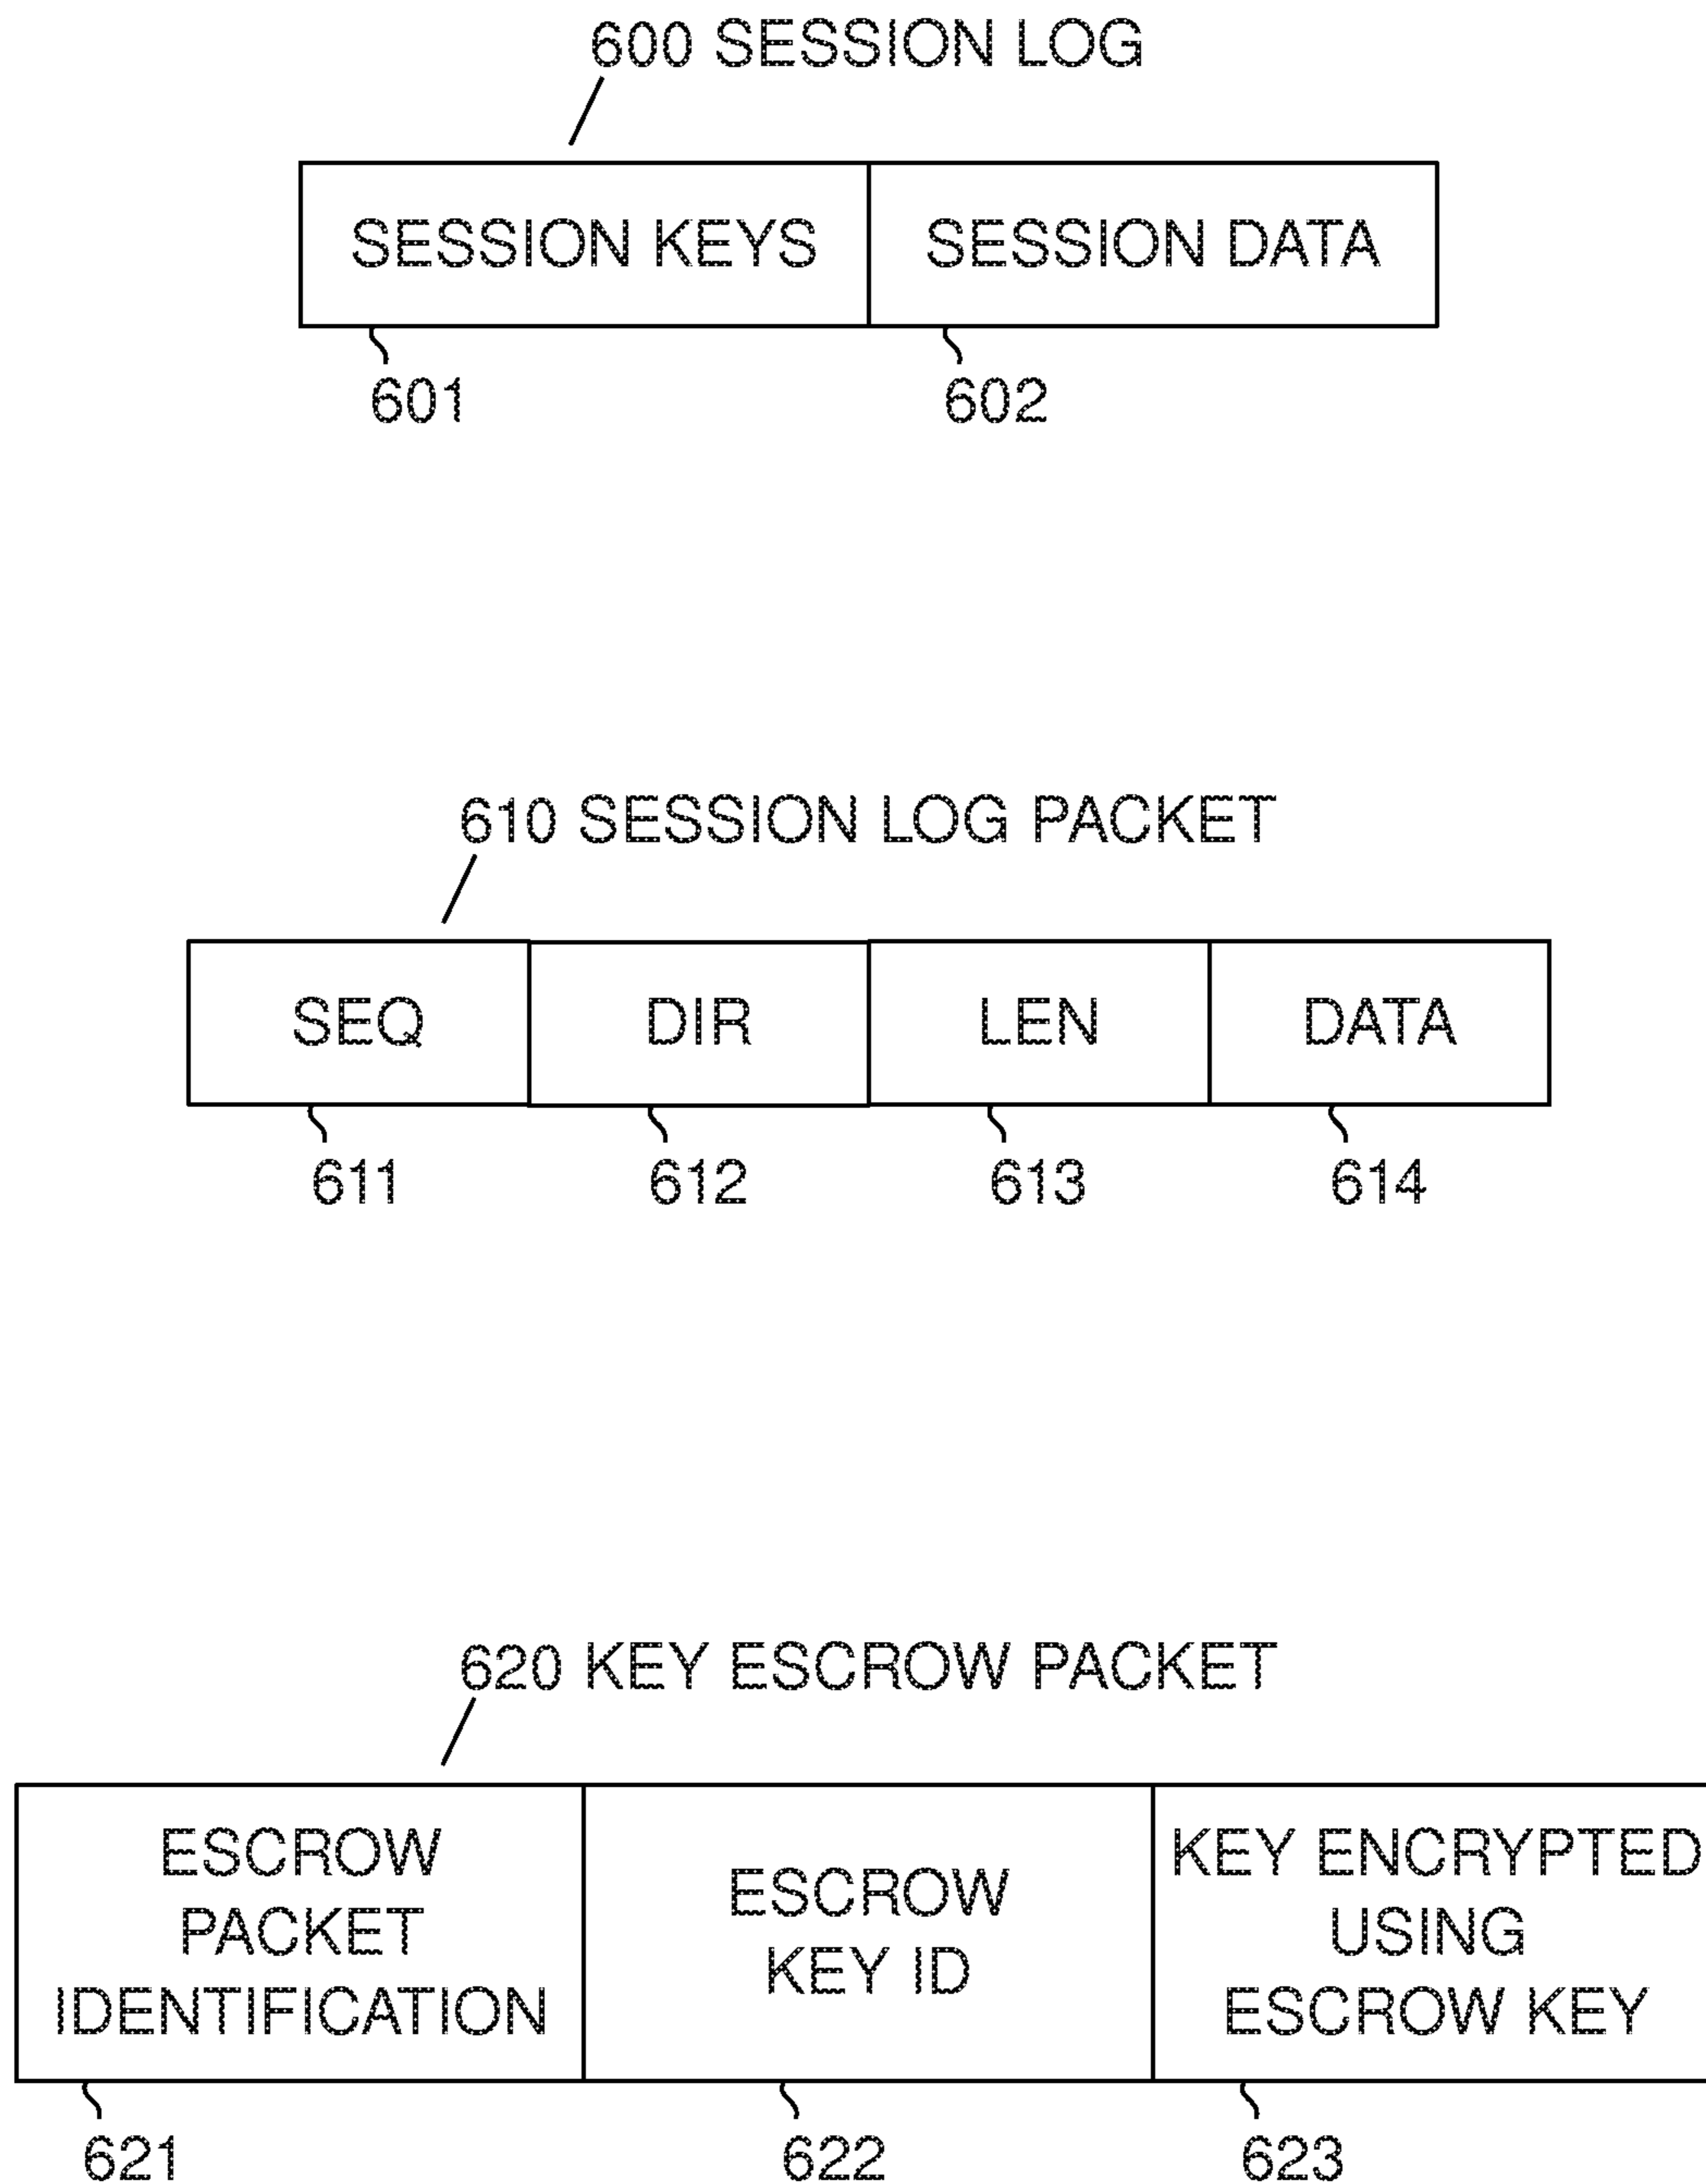 600 SESSION LOG
SESSION KEYS
SESSION DATA
601
602
610 SESSION LOG PACKET
SEQ
DIR
LEN
DATA
611
612
613
614
620 KEY ESCROW PACKET
ESCROW
PACKET
IDENTIFICATION
ESCROW
KEY ID
KEY ENCRYPTED
USING
ESCROW KEY
621
622
623